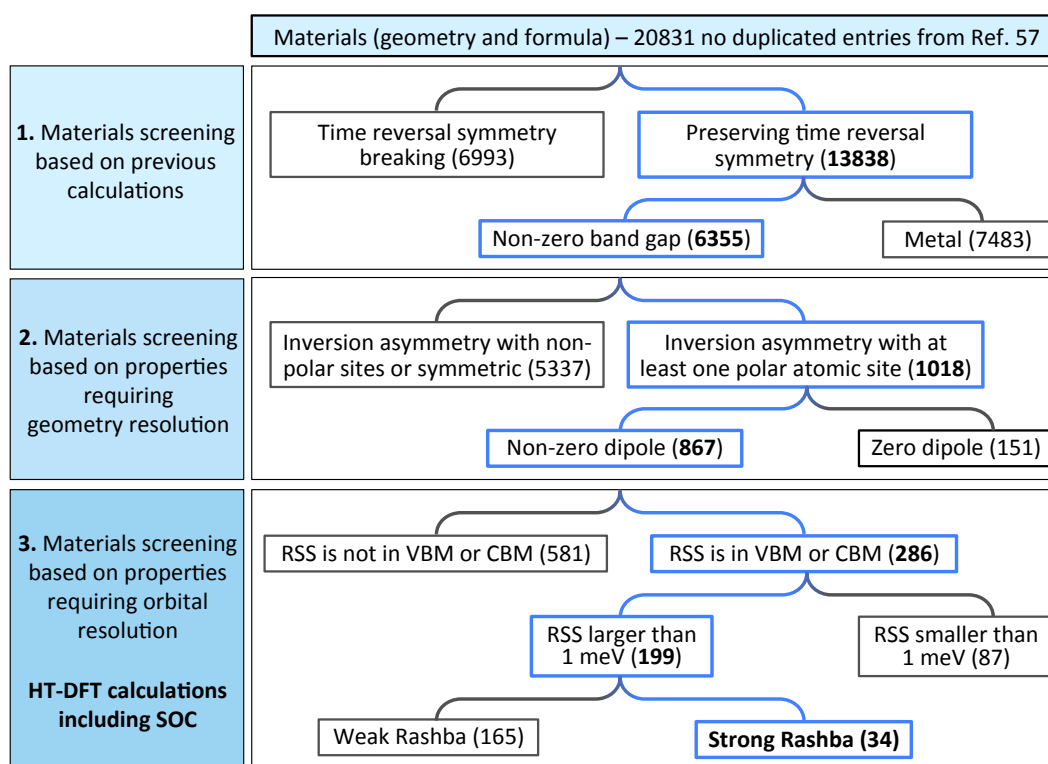 Materials (geometry and formula) – 20831 no duplicated entries from Ref. 57
1. Materials screening
based on previous
calculations
Time reversal symmetry
breaking (6993)
Preserving time reversal
symmetry (13838)
Non-zero band gap (6355)
Metal (7483)
2. Materials screening
based on properties
requiring
geometry resolution
Inversion asymmetry with non-
polar sites or symmetric (5337)
Inversion asymmetry with at
least one polar atomic site (1018)
Non-zero dipole (867)
Zero dipole (151)
3. Materials screening
based on properties
requiring orbital
resolution
HT-DFT calculations
including SOC
RSS is not in VBM or CBM (581)
RSS is in VBM or CBM (286)
RSS larger than
1 meV (199)
RSS smaller than
1 meV (87)
Weak Rashba (165)
Strong Rashba (34)